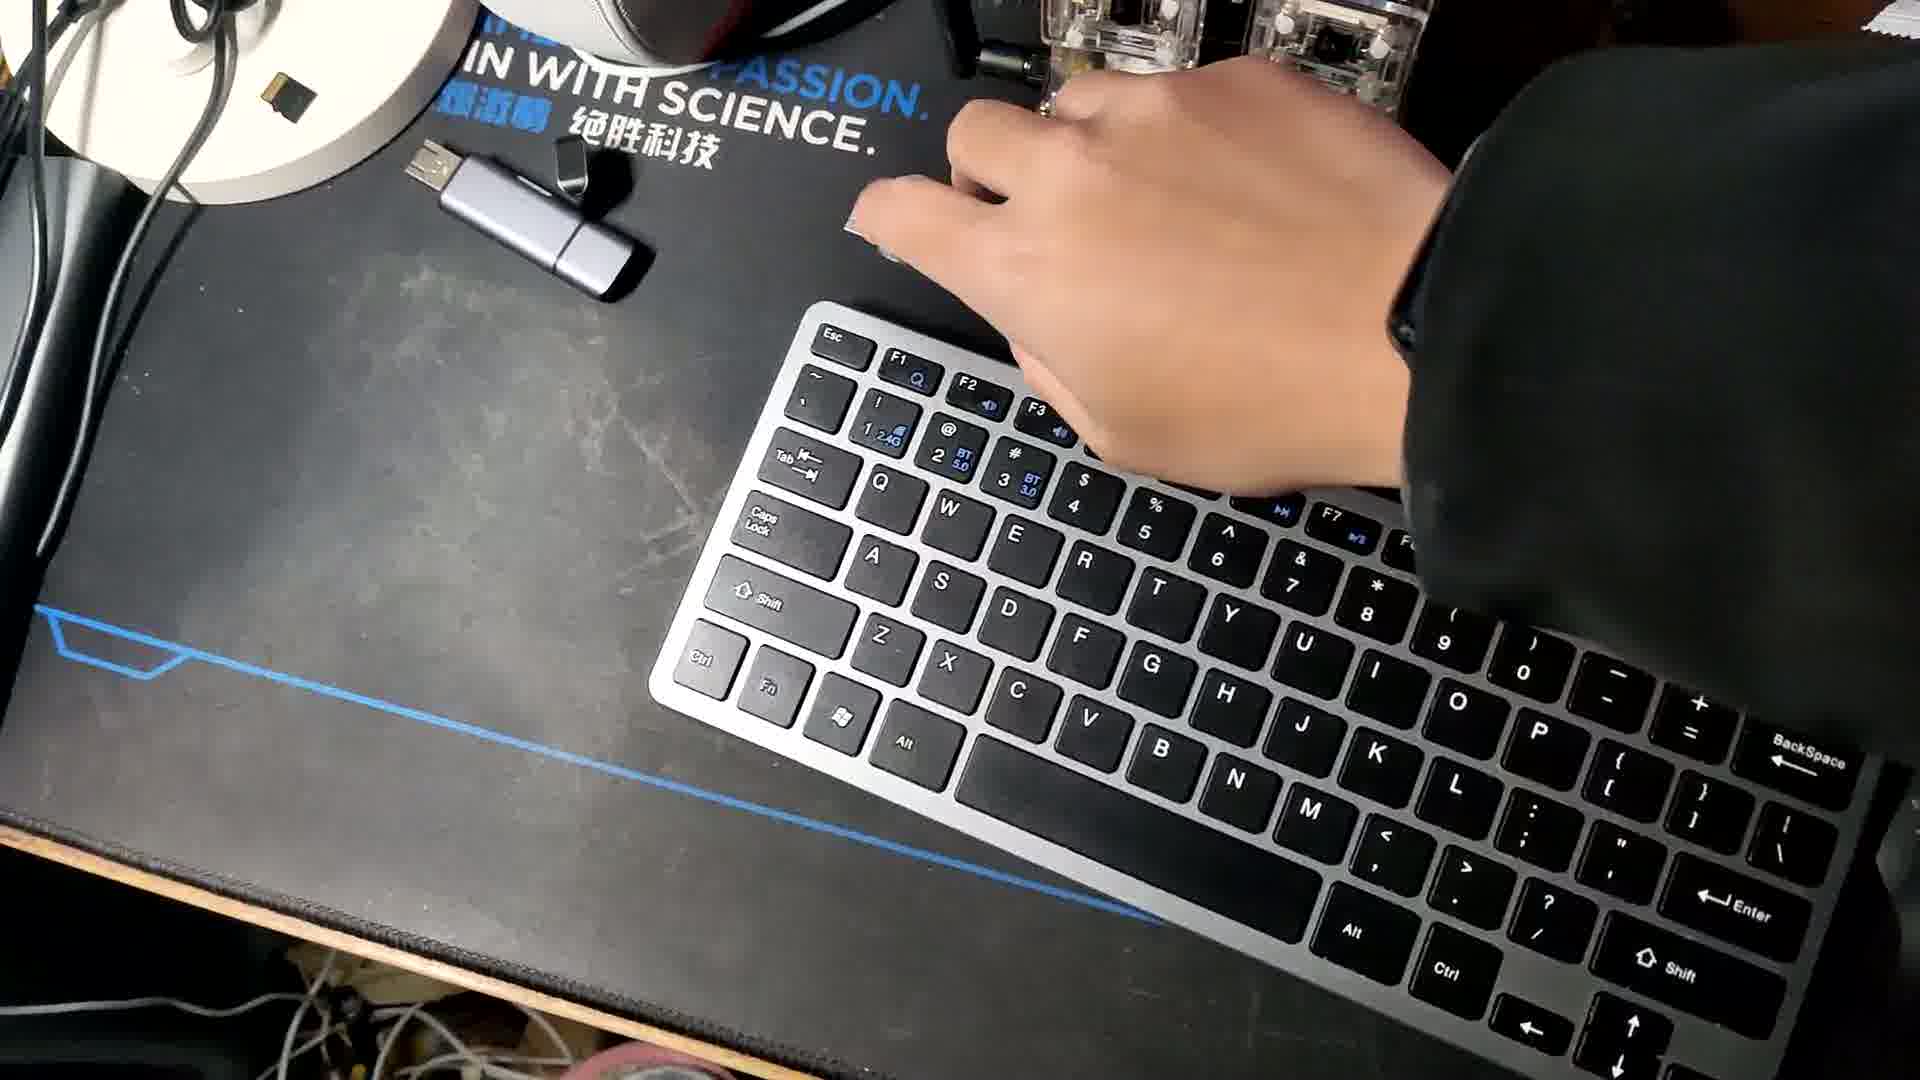 PASSION.
IN WITH SCIENCE.
绝胜科技
Esc F1 F2 F3 F7
~ `
! 1 2.4G
@ 2 BT 5.0
# 3 BT 3.0
$ 4
% 5
^ 6
& 7
* 8
( 9
) 0
_ -
+ =
BackSpace
Tab Q W E R T Y U I O P { [ } ] | \
Caps Lock A S D F G H J K L : ; " ' Enter
Shift Z X C V B N M < , > . ? / Shift
Ctrl Fn Alt Alt Ctrl